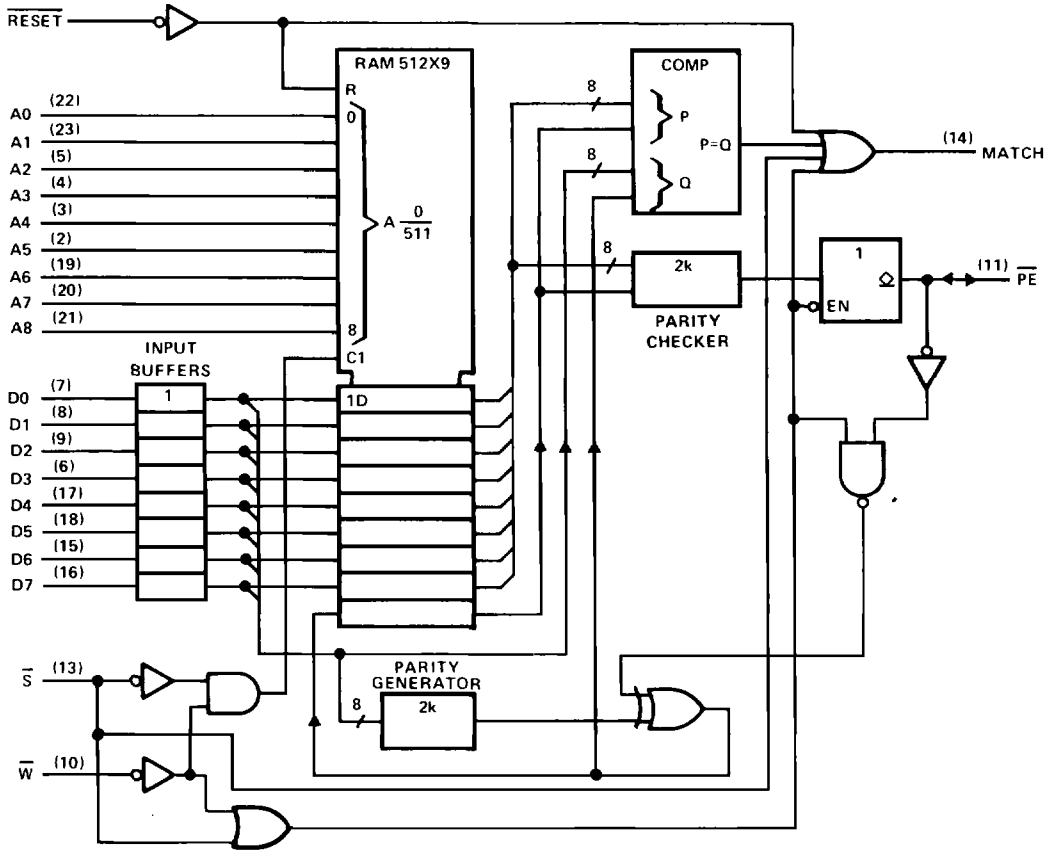 RESET
RAM 512X9
COMP
R
8
A0 (22)
0
P
A1 (23)
P=Q
(14) MATCH
A2 (5)
8
Q
A3 (4)
A4 (3)
A 0/511
A5 (2)
8
2k
1
A6 (19)
(11) PE
A7 (20)
EN
A8 (21)
8
PARITY
CHECKER
C1
INPUT
BUFFERS
D0 (7)
1
1D
D1 (8)
D2 (9)
D3 (6)
D4 (17)
D5 (18)
D6 (15)
D7 (16)
S (13)
PARITY
GENERATOR
8
2k
W (10)